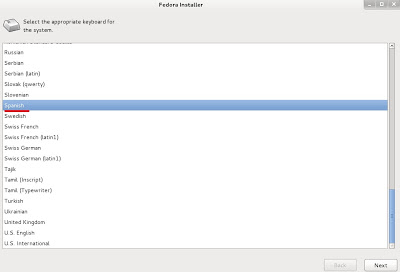 Fedora Installer
Select the appropriate keyboard for
the system.
Russian
Serbian
Serbian (latin)
Slovak (qwerty)
Slovenian
Spanish
Swedish
Swiss French
Swiss French (latin1)
Swiss German
Swiss German (latin1)
Tajik
Tamil (Inscript)
Tamil (Typewriter)
Turkish
Ukrainian
United Kingdom
U.S. English
U.S. International
Back
Next